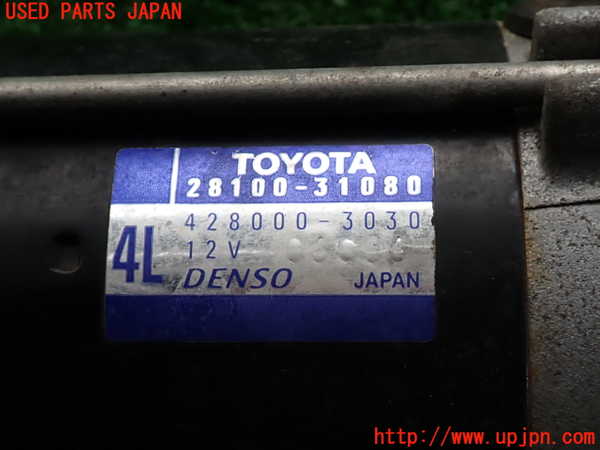 USED PARTS JAPAN
TOYOTA
28100-31080
428000-3030
4L
12V
DENSO JAPAN
http://www.upjpn.com/